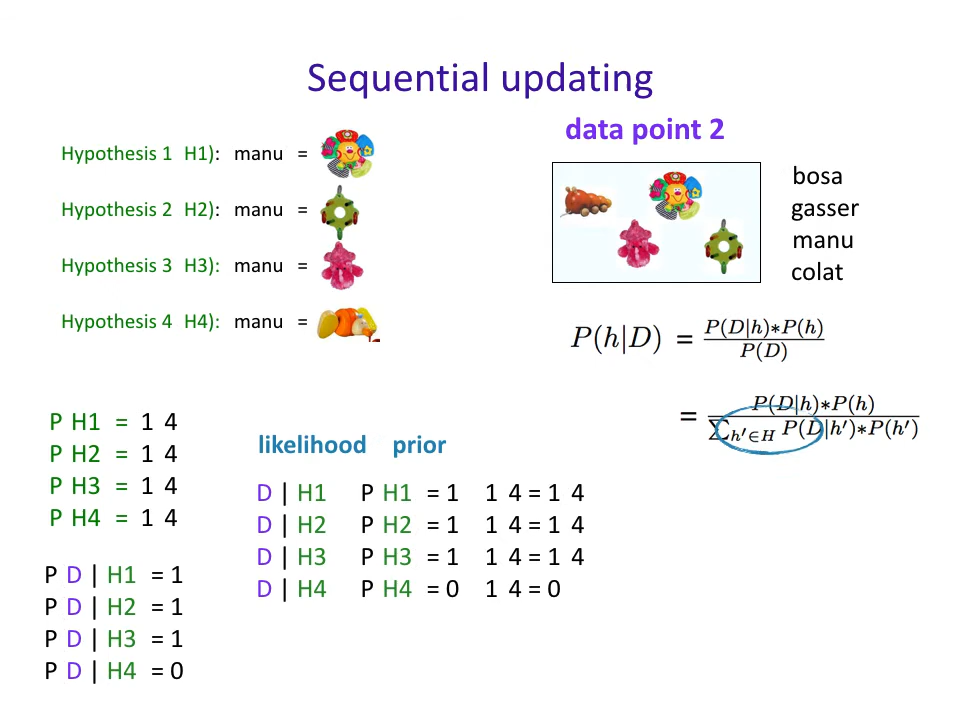 Sequential updating
data point 2
Hypothesis 1 H1): manu =
Hypothesis 2 H2): manu =
Hypothesis 3 H3): manu =
Hypothesis 4 H4): manu =
bosa
gasser
manu
colat
P(h|D) = P(D|h)∗P(h) / P(D)
= P(D|h)∗P(h) / ∑h′∈H P(D|h′)∗P(h′)
P H1 = 1 4
P H2 = 1 4
P H3 = 1 4
P H4 = 1 4
likelihood prior
D | H1 P H1 = 1 1 4 = 1 4
D | H2 P H2 = 1 1 4 = 1 4
D | H3 P H3 = 1 1 4 = 1 4
D | H4 P H4 = 0 1 4 = 0
P D | H1 = 1
P D | H2 = 1
P D | H3 = 1
P D | H4 = 0